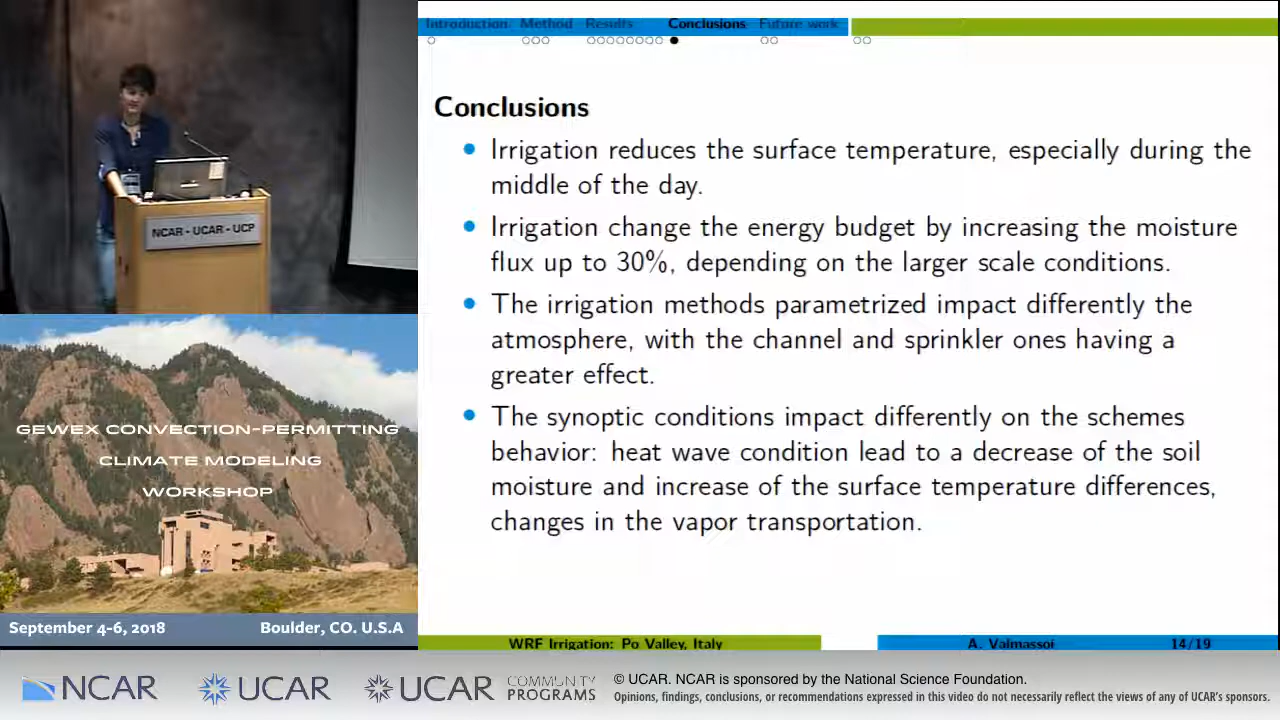 Introduction Method Results Conclusions Future work
Conclusions
Irrigation reduces the surface temperature, especially during the
middle of the day.
Irrigation change the energy budget by increasing the moisture
flux up to 30%, depending on the larger scale conditions.
The irrigation methods parametrized impact differently the
atmosphere, with the channel and sprinkler ones having a
greater effect.
The synoptic conditions impact differently on the schemes
behavior: heat wave condition lead to a decrease of the soil
moisture and increase of the surface temperature differences,
changes in the vapor transportation.
WRF Irrigation: Po Valley, Italy A. Valmassoi 14/19
NCAR - UCAR - UCP
GEWEX CONVECTION-PERMITTING
CLIMATE MODELING
WORKSHOP
September 4-6, 2018 Boulder, CO. U.S.A
NCAR UCAR UCAR COMMUNITY
PROGRAMS
© UCAR. NCAR is sponsored by the National Science Foundation.
Opinions, findings, conclusions, or recommendations expressed in this video do not necessarily reflect the views of any of UCAR's sponsors.